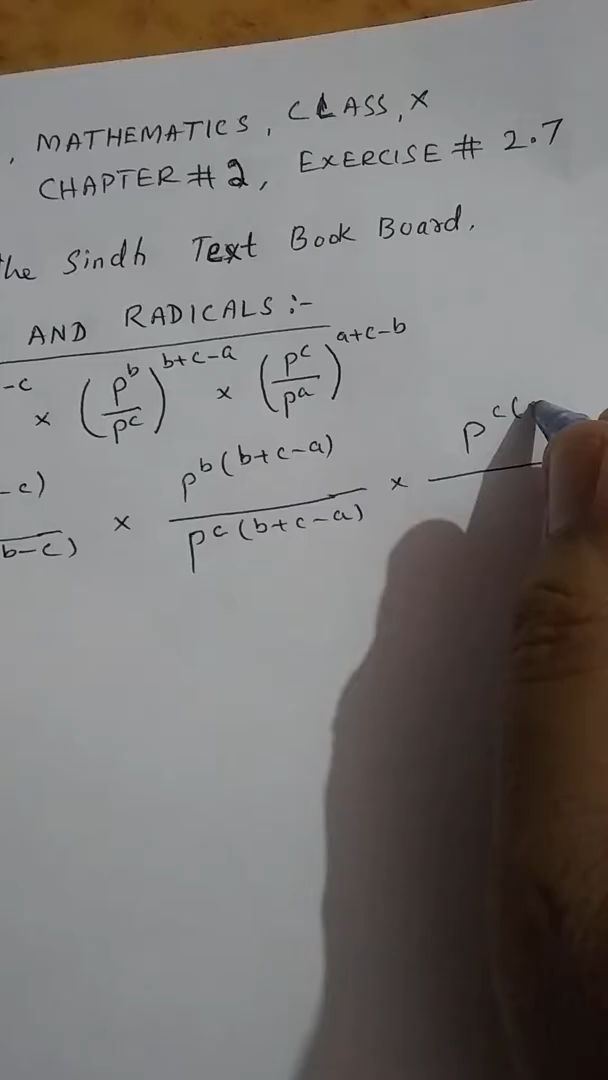 , MATHEMATICS, CLASS, X
CHAPTER # 2, EXERCISE # 2.7
the Sindh Text Book Board.
AND RADICALS :-
-c × (p^b/p^c)^b+c-a × (p^c/p^a)^a+c-b
-c) × p^b(b+c-a) × p^c(
b-c) p^c(b+c-a)